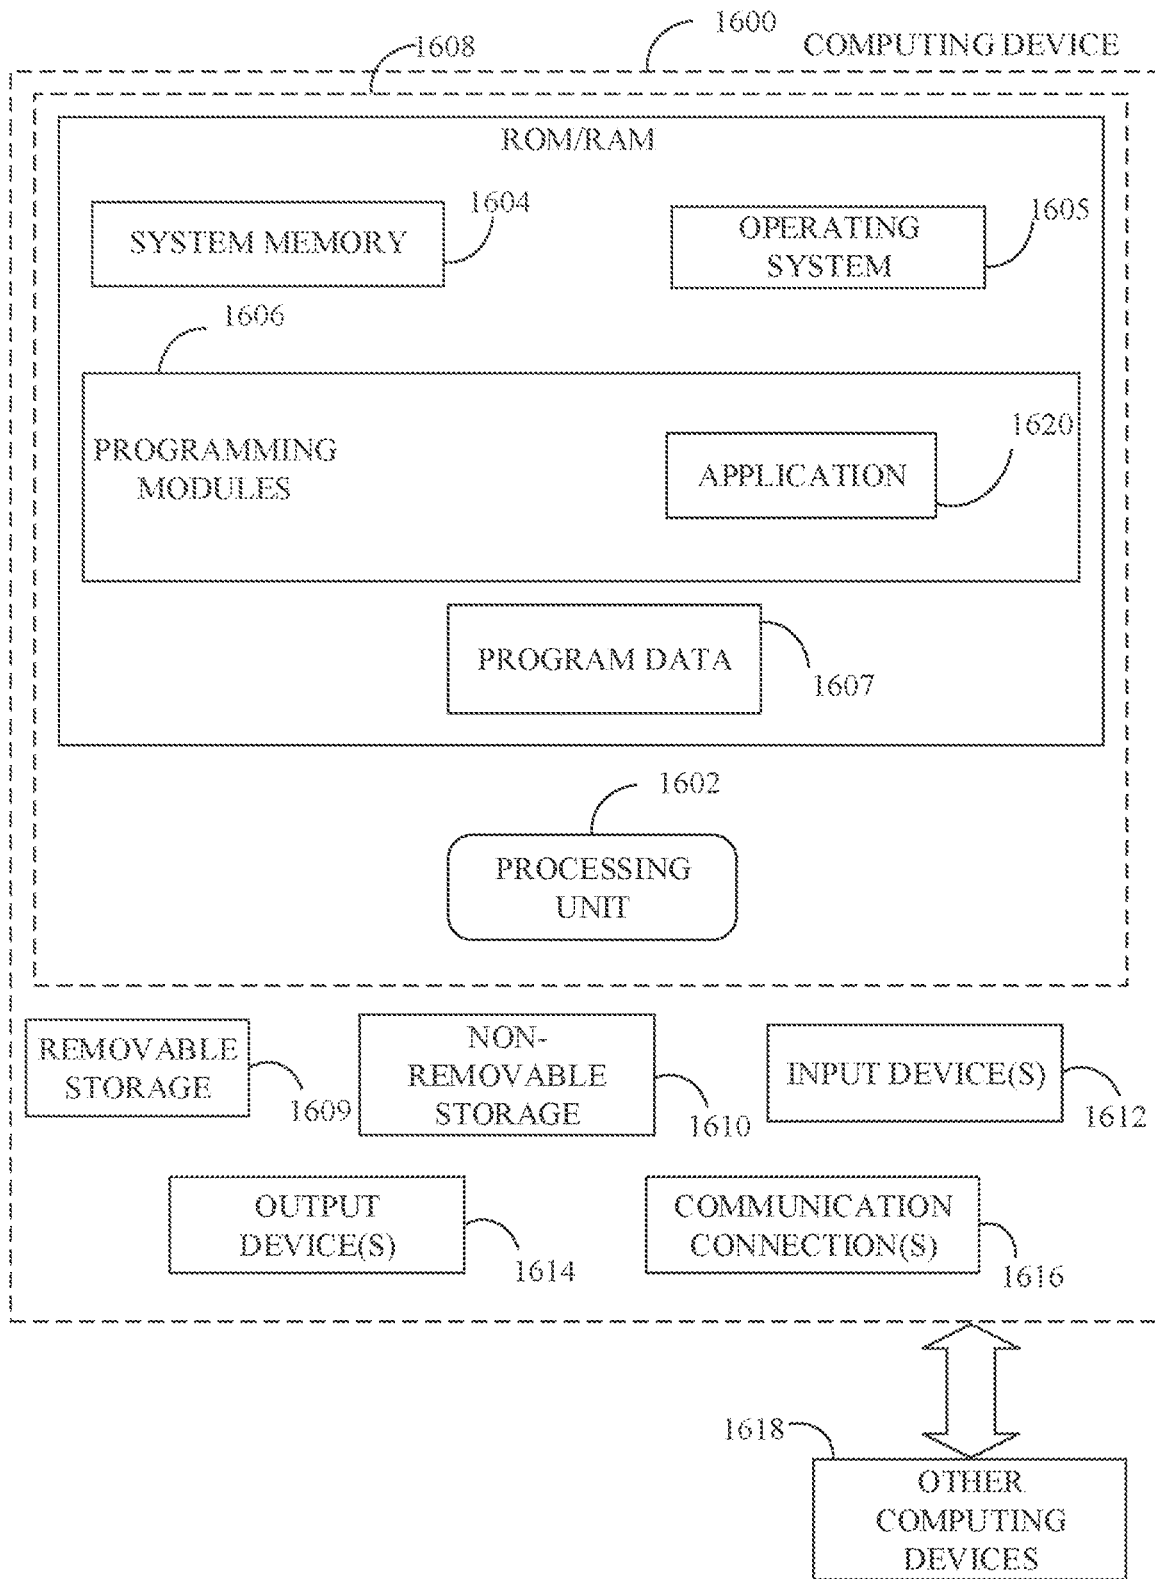 1600
1608
COMPUTING DEVICE
ROM/RAM
1604
SYSTEM MEMORY
1605
OPERATING
SYSTEM
1606
PROGRAMMING
MODULES
1620
APPLICATION
PROGRAM DATA
1607
1602
PROCESSING
UNIT
REMOVABLE
STORAGE
1609
NON-
REMOVABLE
STORAGE
1610
INPUT DEVICE(S)
1612
OUTPUT
DEVICE(S)
1614
COMMUNICATION
CONNECTION(S)
1616
1618
OTHER
COMPUTING
DEVICES